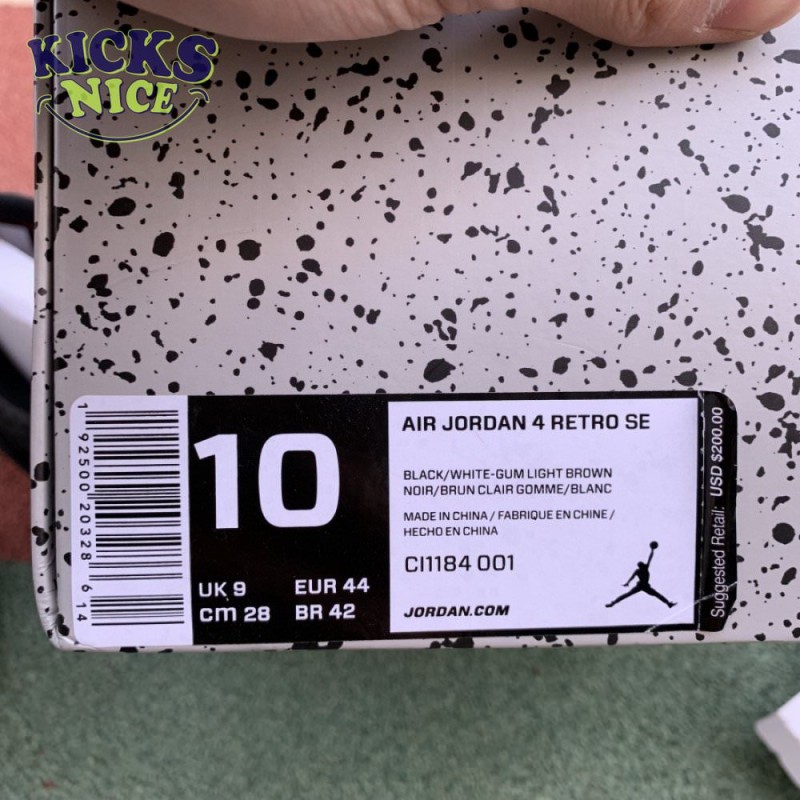 KICKS
NICE
1 92500 20328 6 14
10
UK 9 EUR 44
cm 28 BR 42
AIR JORDAN 4 RETRO SE
BLACK/WHITE-GUM LIGHT BROWN
NOIR/BRUN CLAIR GOMME/BLANC
MADE IN CHINA / FABRIQUE EN CHINE /
HECHO EN CHINA
CI1184 001
JORDAN.COM
Suggested Retail: USD $200.00